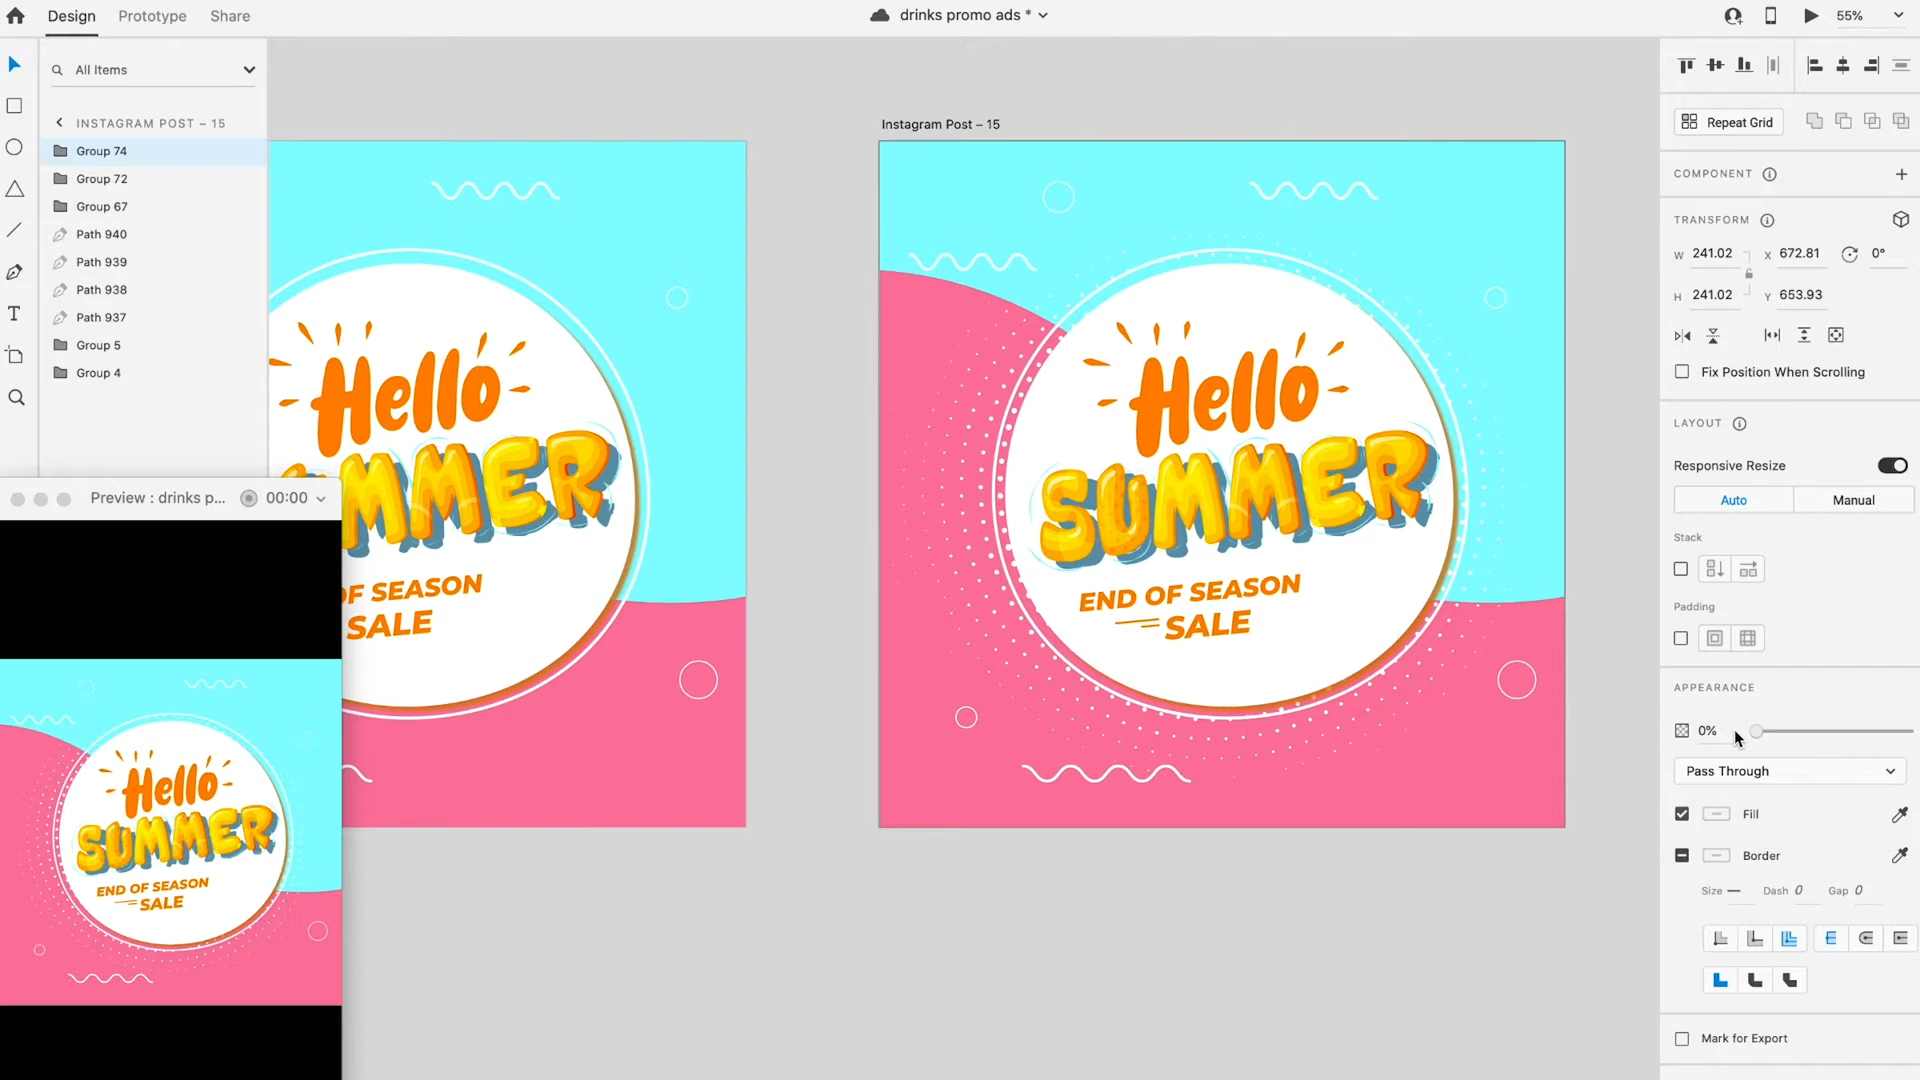 Design
Prototype
Share
drinks promo ads *
55%
All Items
INSTAGRAM POST – 15
Group 74
Group 72
Group 67
Path 940
Path 939
Path 938
Path 937
Group 5
Group 4
Hello
MMER
OF SEASON
SALE
Instagram Post – 15
Hello
SUMMER
END OF SEASON
SALE
Preview : drinks p...
00:00
Hello
SUMMER
END OF SEASON
SALE
Repeat Grid
COMPONENT
TRANSFORM
W 241.02
X 672.81
0°
H 241.02
Y 653.93
Fix Position When Scrolling
LAYOUT
Responsive Resize
Auto
Manual
Stack
Padding
APPEARANCE
0%
Pass Through
Fill
Border
Size —
Dash 0
Gap 0
Mark for Export